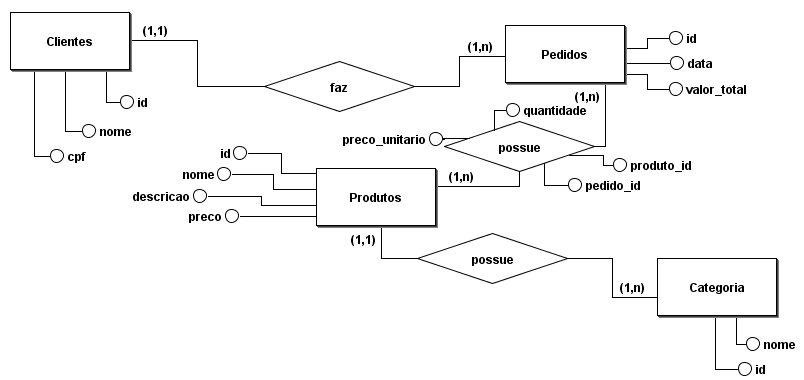 Clientes
(1,1)
faz
(1,n)
Pedidos
id
data
valor_total
id
nome
cpf
(1,n)
quantidade
preco_unitario
possue
produto_id
pedido_id
id
nome
descricao
preco
Produtos
(1,n)
(1,1)
possue
(1,n)
Categoria
nome
id